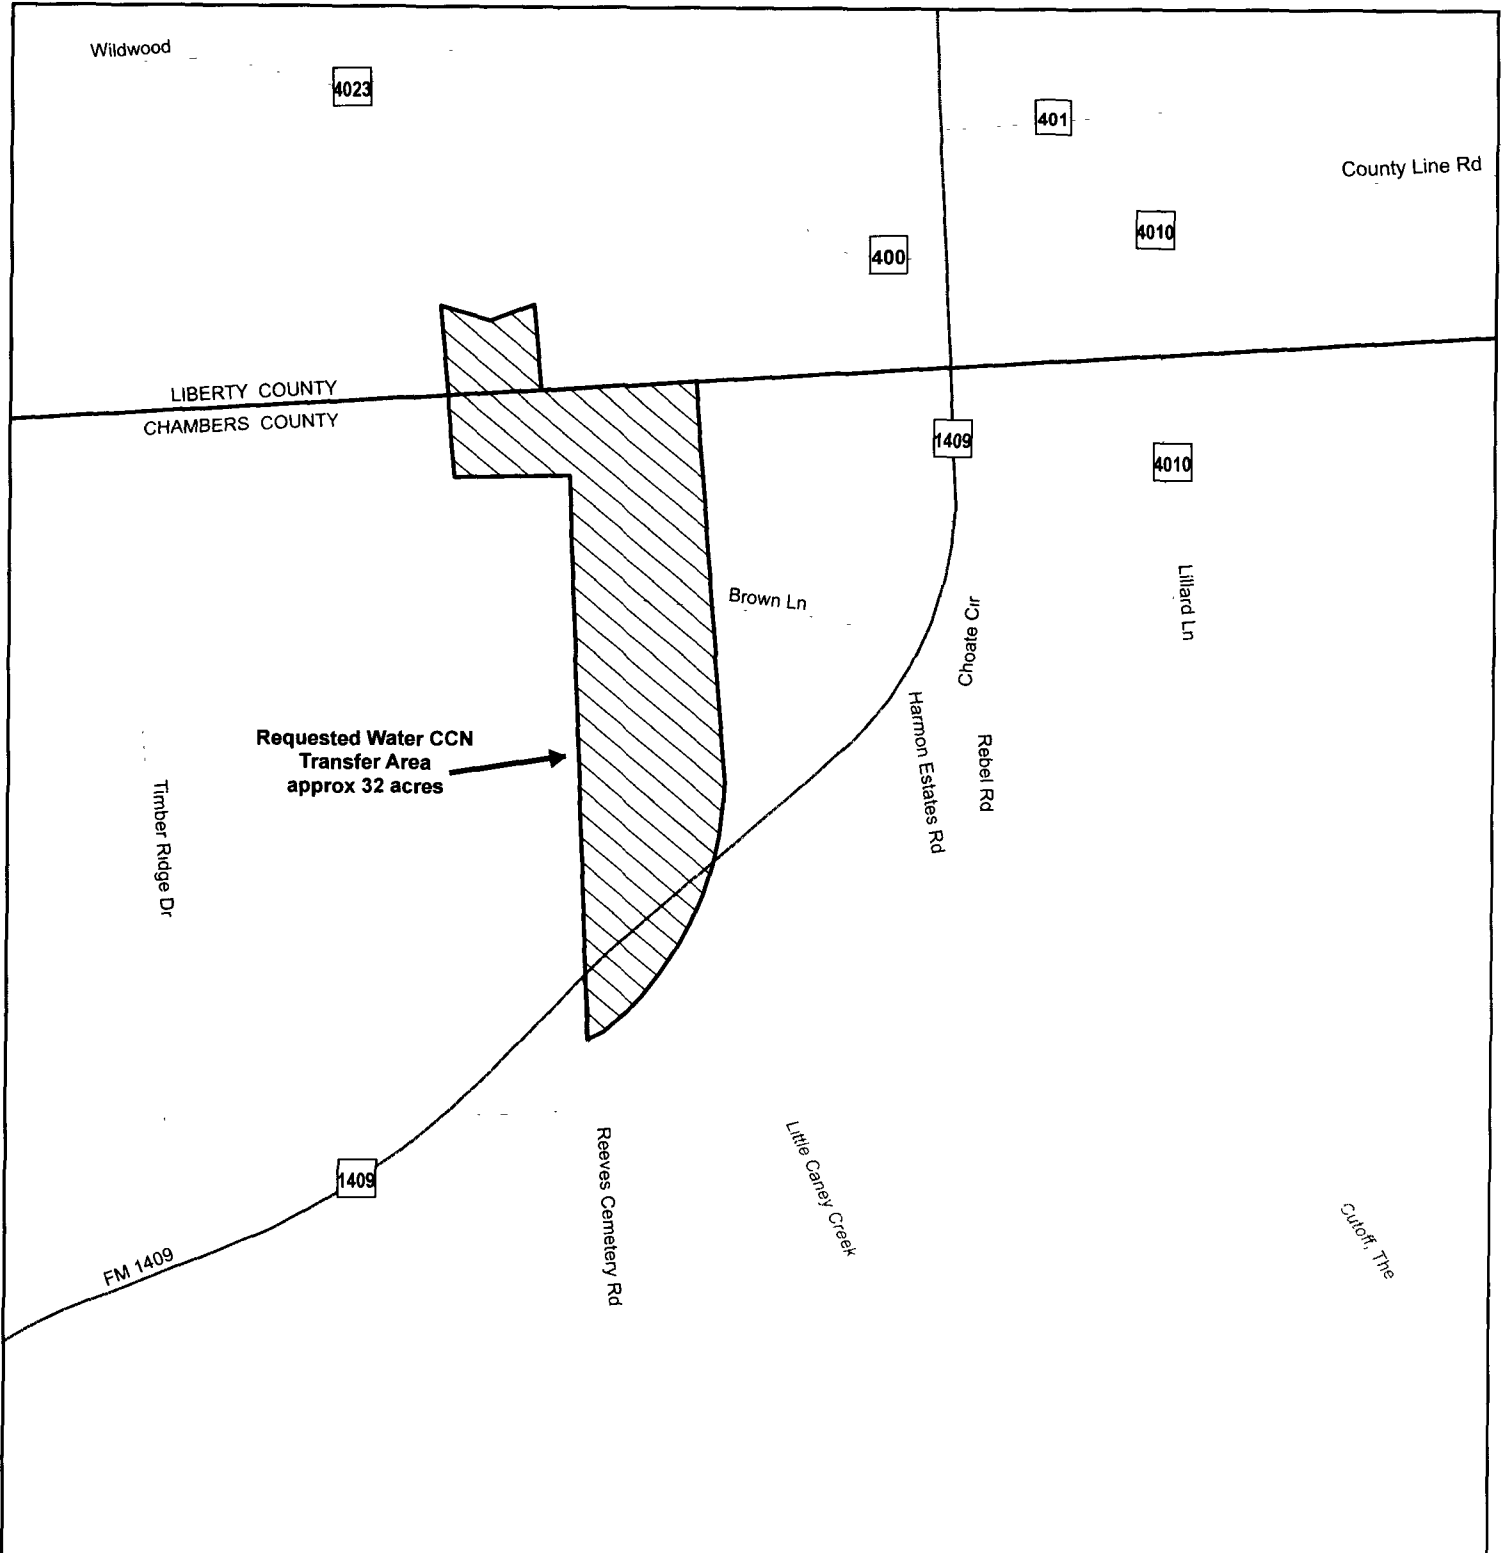 Wildwood
4023
401
County Line Rd
4010
400
LIBERTY COUNTY
CHAMBERS COUNTY
1409
4010
Brown Ln
Lillard Ln
Choate Cir
Harmon Estates Rd
Rebel Rd
Requested Water CCN
Transfer Area
approx 32 acres
Timber Ridge Dr
Reeves Cemetery Rd
Little Caney Creek
1409
Cutoff, The
FM 1409